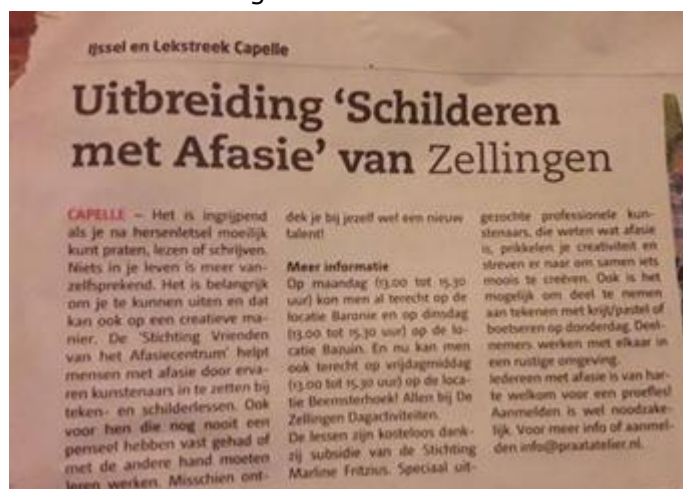 IJssel en Lekstreek Capelle
Uitbreiding ‘Schilderen
met Afasie’ van Zellingen
CAPELLE – Het is ingrijpend
als je na hersenletsel moeilijk
kunt praten, lezen of schrijven.
Niets in je leven is meer van-
zelfsprekend. Het is belangrijk
om je te kunnen uiten en dat
kan ook op een creatieve ma-
nier. De ‘Stichting Vrienden
van het Afasiecentrum’ helpt
mensen met afasie door erva-
ren kunstenaars in te zetten bij
teken- en schilderlessen. Ook
voor hen die nog nooit een
penseel hebben vast gehad of
met de andere hand moeten
leren werken. Misschien ont-
dek je bij jezelf wel een nieuw
talent!
Meer informatie
Op maandag (13.00 tot 15.30
uur) kon men al terecht op de
locatie Baronie en op dinsdag
(13.00 tot 15.30 uur) op de lo-
catie Bazuin. En nu kan men
ook terecht op vrijdagmiddag
(13.00 tot 15.30 uur) op de loca-
tie Beemsterhoek! Allen bij De
Zellingen Dagactiviteiten.
De lessen zijn kosteloos dank-
zij subsidie van de Stichting
Marline Fritzius. Speciaal uit-
gezochte professionele kun-
stenaars, die weten wat afasie
is, prikkelen je creativiteit en
streven er naar om samen iets
moois te creëren. Ook is het
mogelijk om deel te nemen
aan tekenen met krijt/pastel of
boetseren op donderdag. Deel-
nemers werken met elkaar in
een rustige omgeving.
Iedereen met afasie is van har-
te welkom voor een proefles!
Aanmelden is wel noodzake-
lijk. Voor meer info of aanmel-
den info@praatatelier.nl.